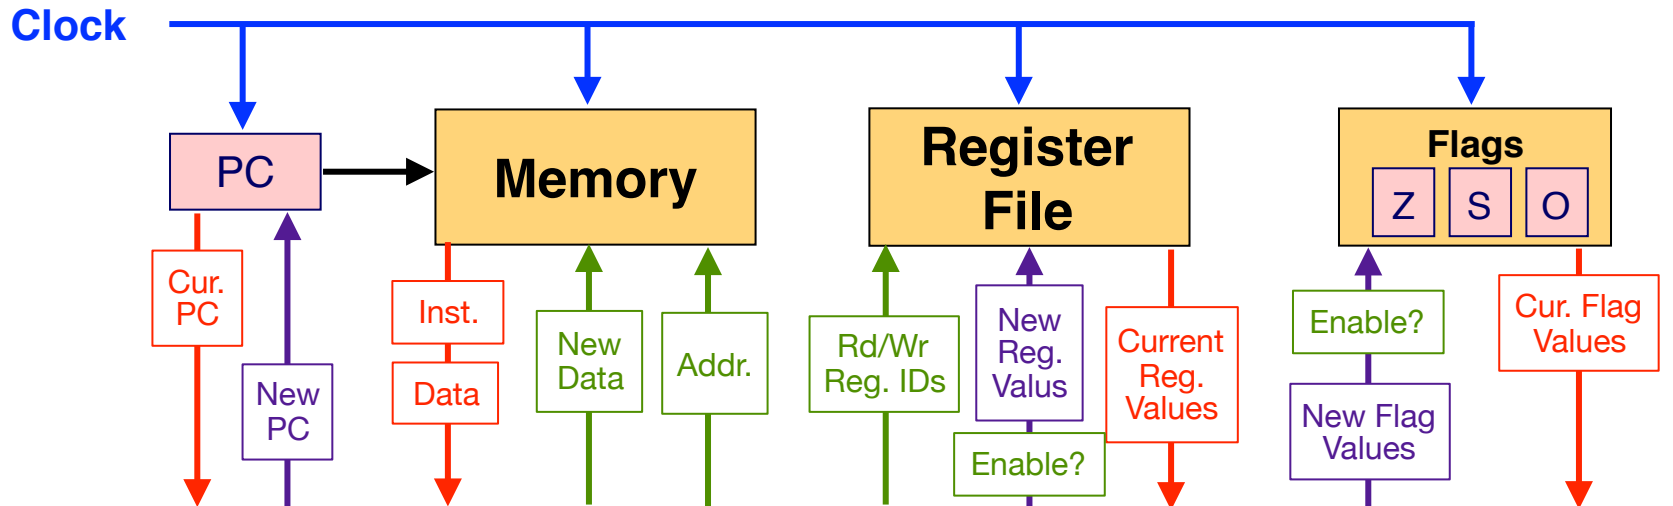 Clock
PC
Memory
Register
File
Flags
Z S O
Cur.
PC
New
PC
Inst.
Data
New
Data
Addr.
Rd/Wr
Reg. IDs
New
Reg.
Valus
Enable?
Current
Reg.
Values
Enable?
New Flag
Values
Cur. Flag
Values